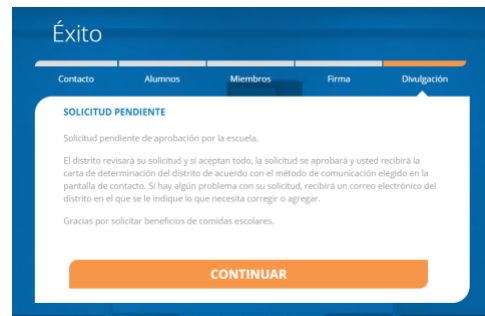 Éxito
Contacto Alumnos Miembros Firma Divulgación
SOLICITUD PENDIENTE
Solicitud pendiente de aprobación por la escuela.
El distrito revisará su solicitud y si aceptan todo, la solicitud se aprobará y usted recibirá la
carta de determinación del distrito de acuerdo con el método de comunicación elegido en la
pantalla de contacto. Si hay algún problema con su solicitud, recibirá un correo electrónico del
distrito en el que se le indique lo que necesita corregir o agregar.
Gracias por solicitar beneficios de comidas escolares.
CONTINUAR